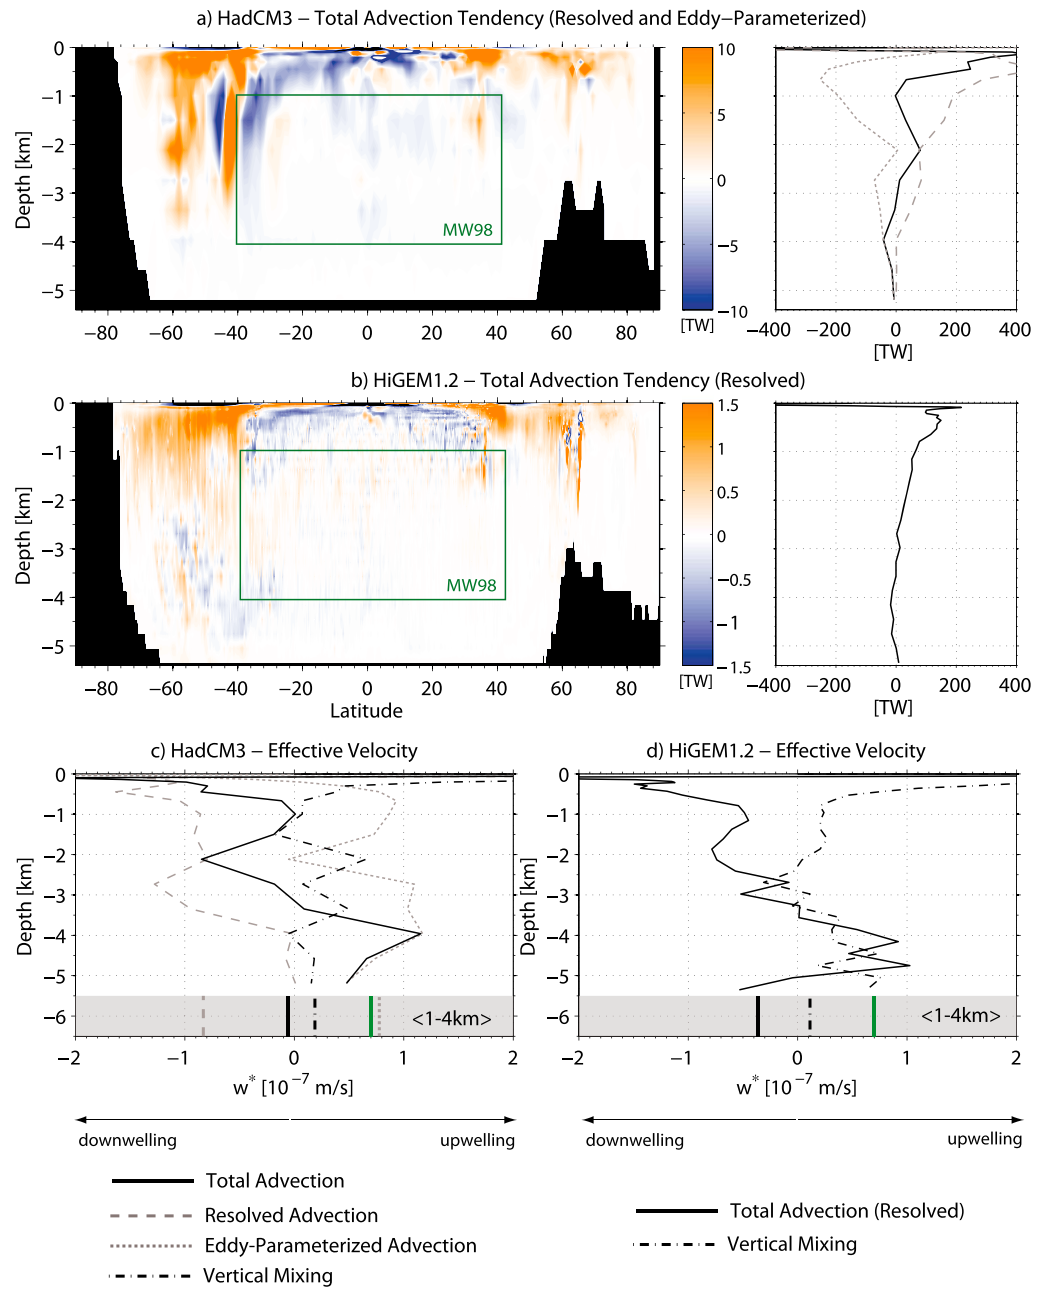 a) HadCM3 − Total Advection Tendency (Resolved and Eddy−Parameterized)
Depth [km]
0
−1
−2
−3
−4
−5
MW98
−80 −60 −40 −20 0 20 40 60 80
10
5
0
−5
−10
[TW]
−400 −200 0 200 400
[TW]
b) HiGEM1.2 − Total Advection Tendency (Resolved)
Depth [km]
0
−1
−2
−3
−4
−5
MW98
−80 −60 −40 −20 0 20 40 60 80
Latitude
1.5
1
0.5
0
−0.5
−1
−1.5
[TW]
−400 −200 0 200 400
[TW]
c) HadCM3 − Effective Velocity
Depth [km]
0
−1
−2
−3
−4
−5
−6
<1-4km>
−2 −1 0 1 2
w* [10−7 m/s]
downwelling upwelling
d) HiGEM1.2 − Effective Velocity
Depth [km]
0
−1
−2
−3
−4
−5
−6
<1-4km>
−2 −1 0 1 2
w* [10−7 m/s]
downwelling upwelling
Total Advection
Resolved Advection
Eddy-Parameterized Advection
Vertical Mixing
Total Advection (Resolved)
Vertical Mixing